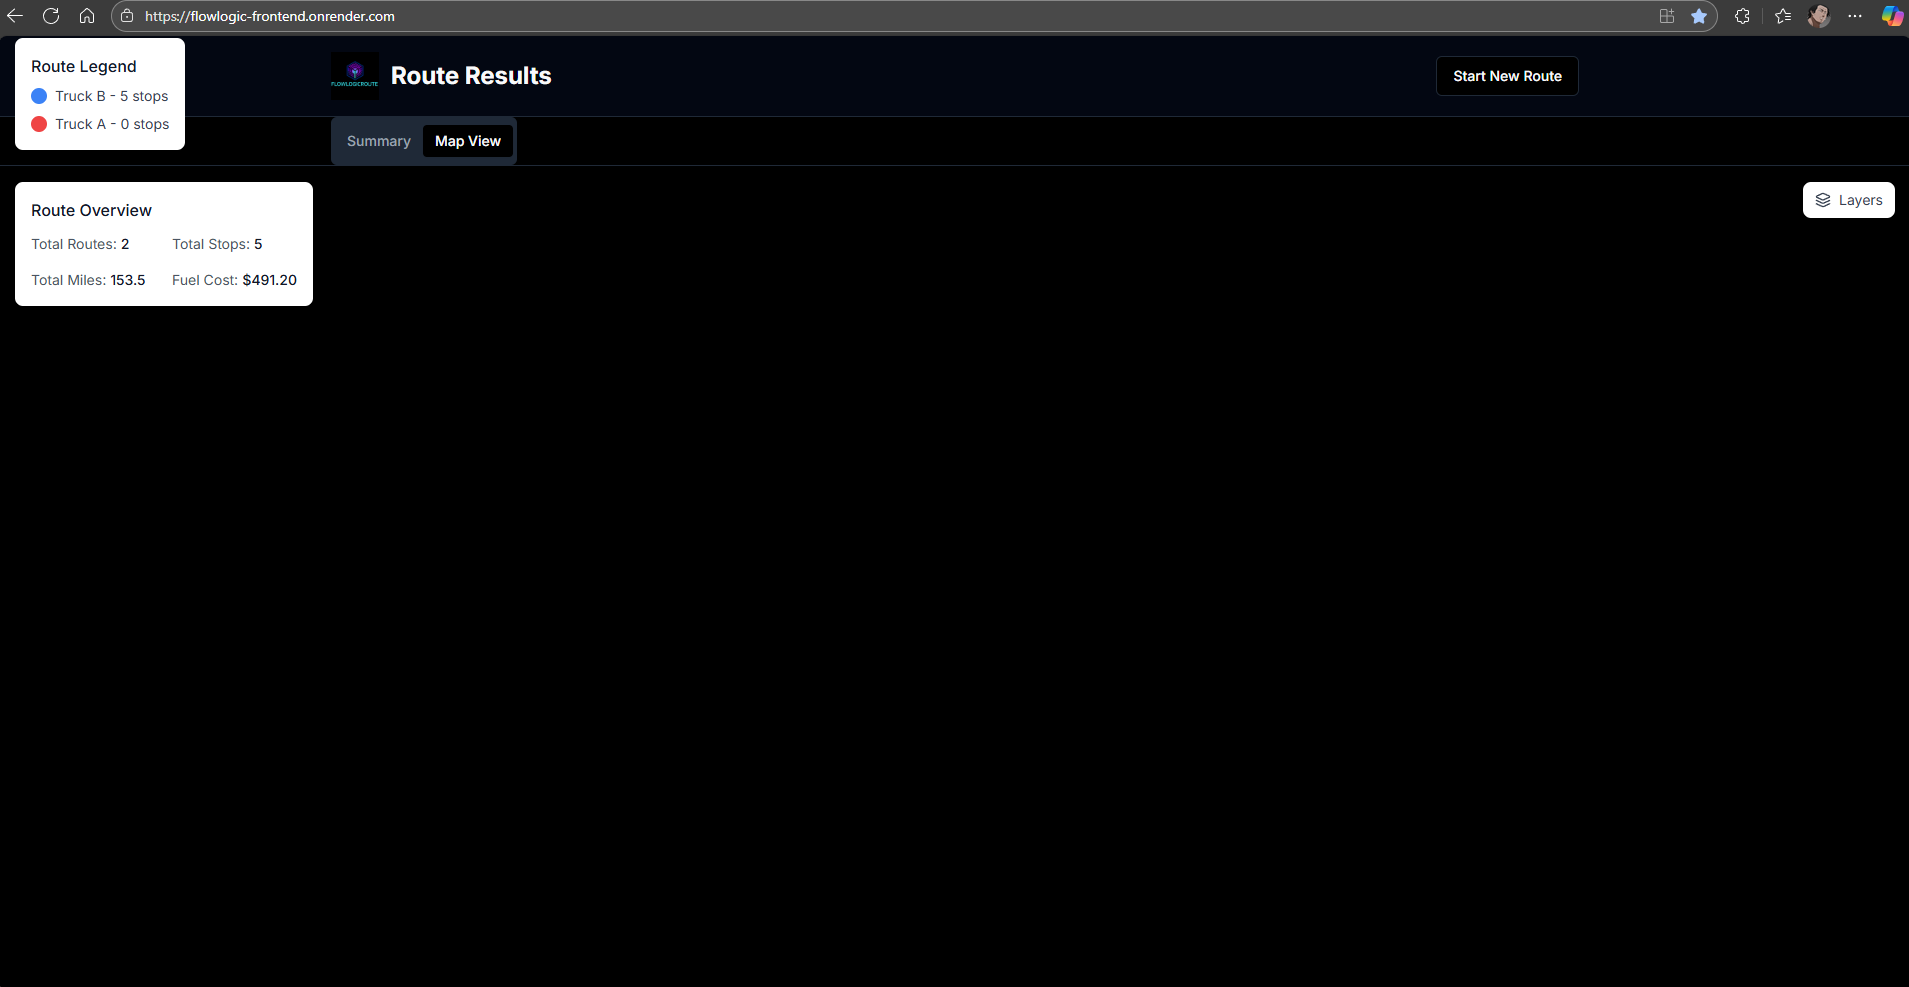 https://flowlogic-frontend.onrender.com
Route Legend
Truck B - 5 stops
Truck A - 0 stops
FLOWLOGICROUTE
Route Results
Start New Route
Summary
Map View
Route Overview
Total Routes: 2
Total Stops: 5
Total Miles: 153.5
Fuel Cost: $491.20
Layers